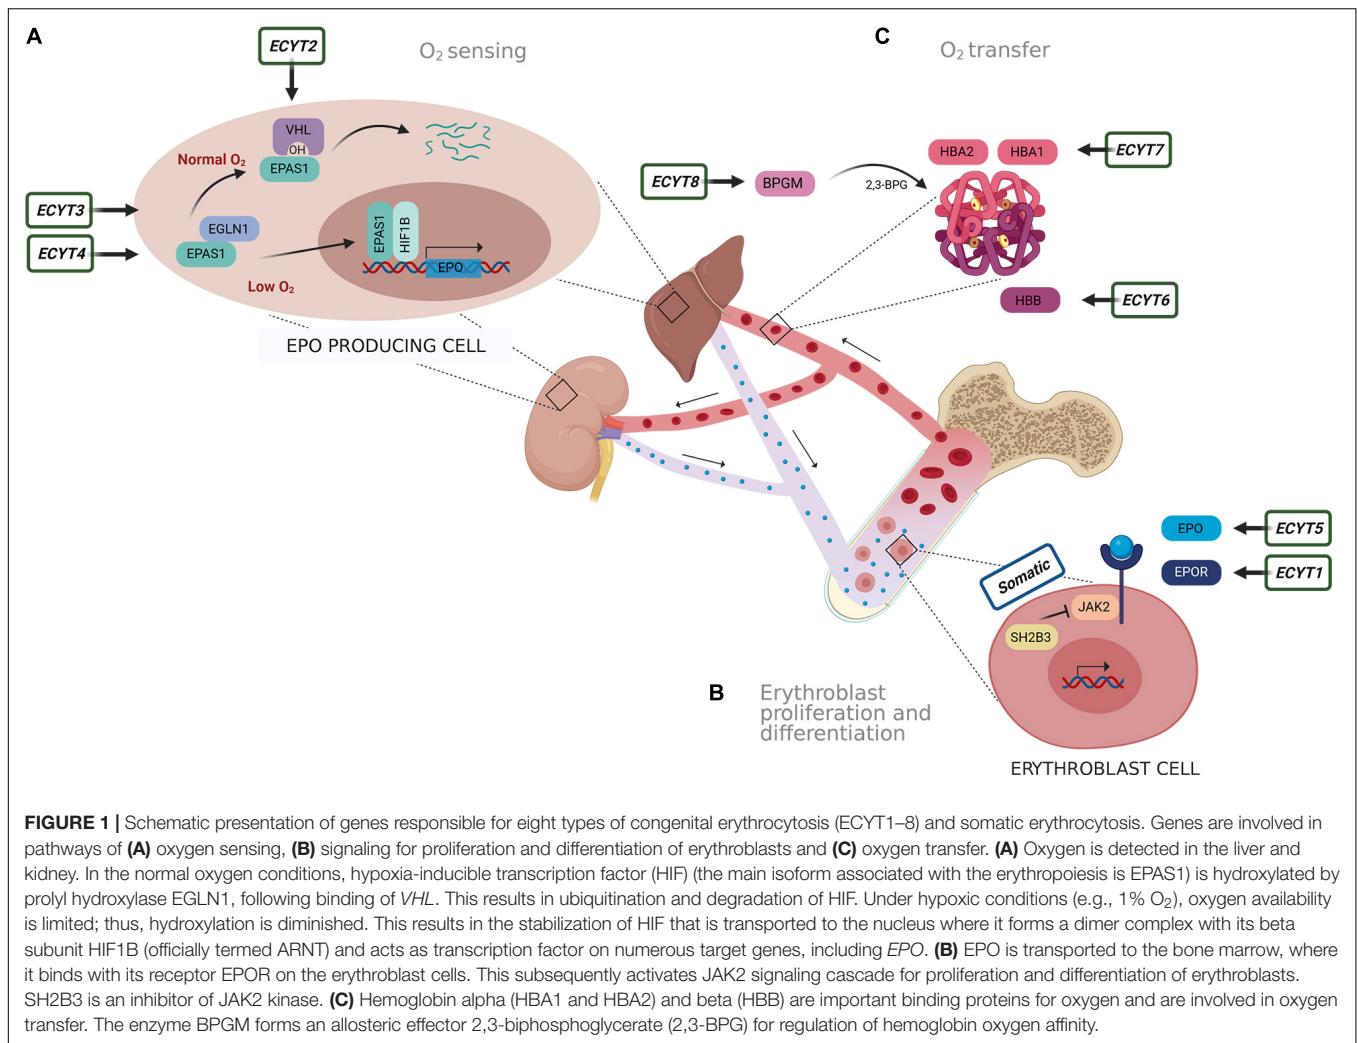 A
ECYT2
O2 sensing
C
O2 transfer
VHL
OH
EPAS1
Normal O2
ECYT3
ECYT4
EGLN1
EPAS1
EPAS1
HIF1B
EPO
Low O2
EPO PRODUCING CELL
ECYT8
BPGM
2,3-BPG
HBA2
HBA1
ECYT7
HBB
ECYT6
EPO
ECYT5
EPOR
ECYT1
Somatic
JAK2
SH2B3
B
Erythroblast
proliferation and
differentiation
ERYTHROBLAST CELL
FIGURE 1 | Schematic presentation of genes responsible for eight types of congenital erythrocytosis (ECYT1–8) and somatic erythrocytosis. Genes are involved in
pathways of (A) oxygen sensing, (B) signaling for proliferation and differentiation of erythroblasts and (C) oxygen transfer. (A) Oxygen is detected in the liver and
kidney. In the normal oxygen conditions, hypoxia-inducible transcription factor (HIF) (the main isoform associated with the erythropoiesis is EPAS1) is hydroxylated by
prolyl hydroxylase EGLN1, following binding of VHL. This results in ubiquitination and degradation of HIF. Under hypoxic conditions (e.g., 1% O2), oxygen availability
is limited; thus, hydroxylation is diminished. This results in the stabilization of HIF that is transported to the nucleus where it forms a dimer complex with its beta
subunit HIF1B (officially termed ARNT) and acts as transcription factor on numerous target genes, including EPO. (B) EPO is transported to the bone marrow, where
it binds with its receptor EPOR on the erythroblast cells. This subsequently activates JAK2 signaling cascade for proliferation and differentiation of erythroblasts.
SH2B3 is an inhibitor of JAK2 kinase. (C) Hemoglobin alpha (HBA1 and HBA2) and beta (HBB) are important binding proteins for oxygen and are involved in oxygen
transfer. The enzyme BPGM forms an allosteric effector 2,3-biphosphoglycerate (2,3-BPG) for regulation of hemoglobin oxygen affinity.